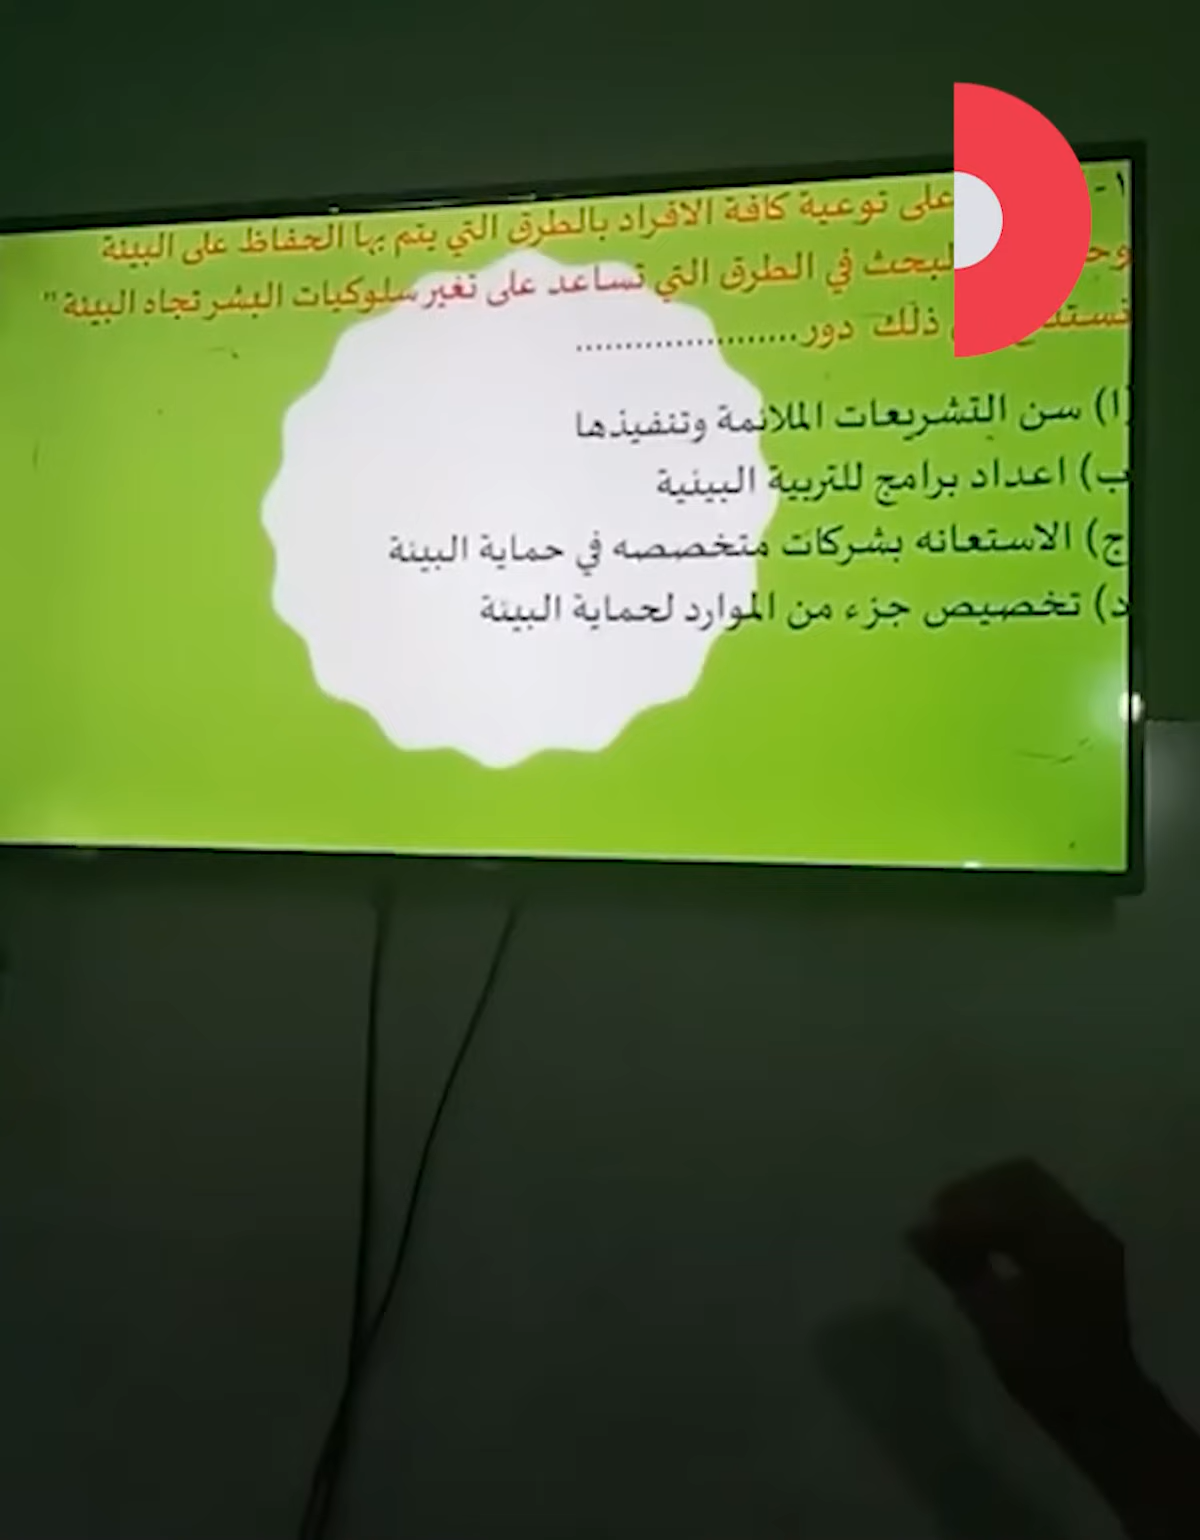 ١- على توعية كافة الافراد بالطرق التي يتم بها الحفاظ على البيئة
لبحث في الطرق التي تساعد على تغير سلوكيات البشر تجاه البيئة"
ذلك دور......................
(ا) سن التشريعات الملائمة وتنفيذها
ب) اعداد برامج للتربية البيئية
ج) الاستعانه بشركات متخصصه في حماية البيئة
د) تخصيص جزء من الموارد لحماية البيئة